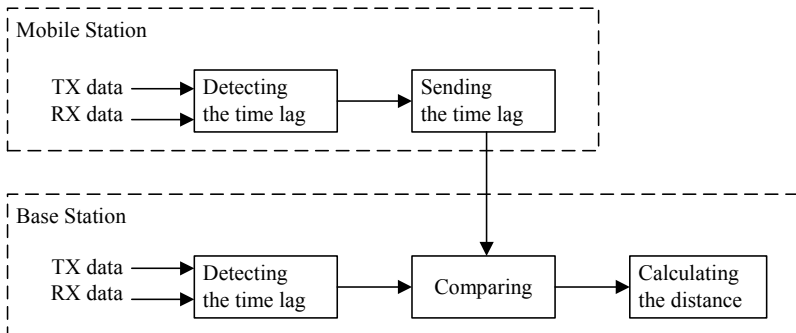 Mobile Station
TX data
RX data
Detecting
the time lag
Sending
the time lag
Base Station
TX data
RX data
Detecting
the time lag
Comparing
Calculating
the distance